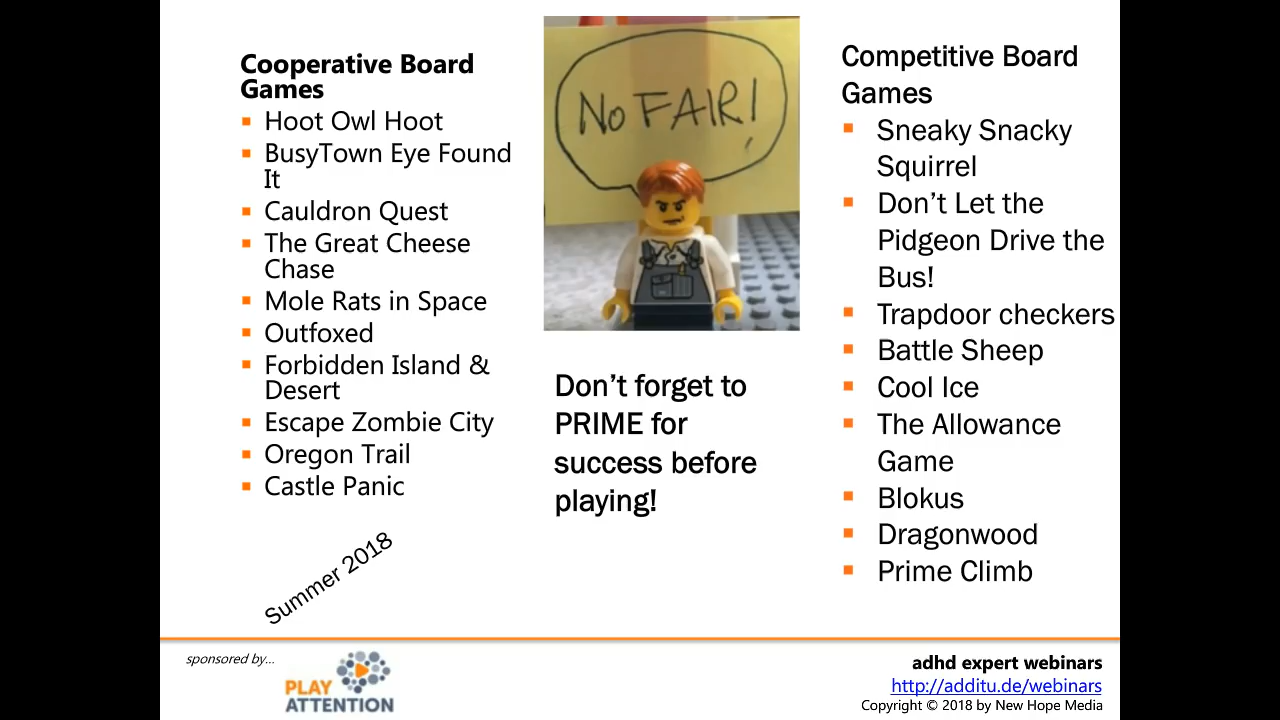 Cooperative Board
Games
Hoot Owl Hoot
BusyTown Eye Found
It
Cauldron Quest
The Great Cheese
Chase
Mole Rats in Space
Outfoxed
Forbidden Island &
Desert
Escape Zombie City
Oregon Trail
Castle Panic
Summer 2018
No FAIR!
Don’t forget to
PRIME for
success before
playing!
Competitive Board
Games
Sneaky Snacky
Squirrel
Don’t Let the
Pidgeon Drive the
Bus!
Trapdoor checkers
Battle Sheep
Cool Ice
The Allowance
Game
Blokus
Dragonwood
Prime Climb
sponsored by...
PLAY
ATTENTION
adhd expert webinars
http://additu.de/webinars
Copyright © 2018 by New Hope Media